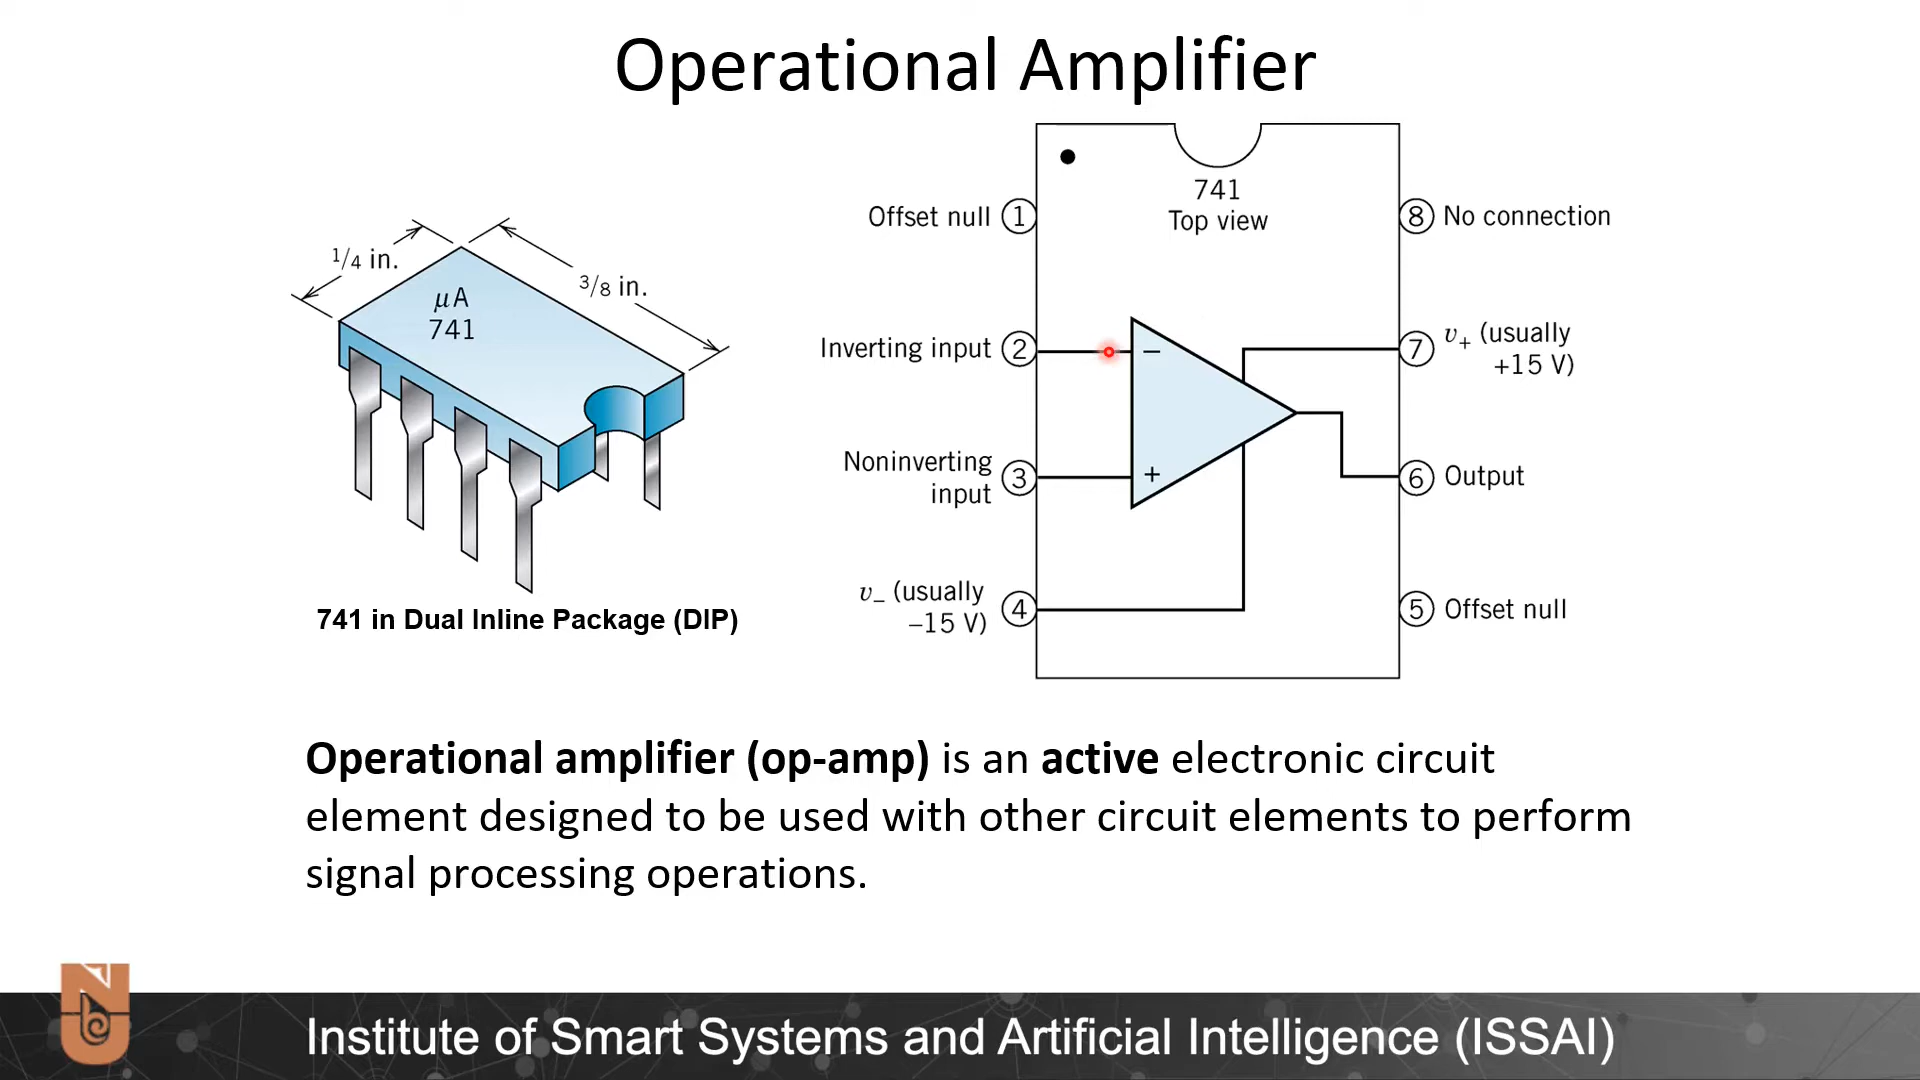 Operational Amplifier
1/4 in.
3/8 in.
μA
741
741 in Dual Inline Package (DIP)
741
Top view
Offset null 1
Inverting input 2
Noninverting
input 3
v− (usually
−15 V) 4
8 No connection
7 v+ (usually
+15 V)
6 Output
5 Offset null
−
+
Operational amplifier (op-amp) is an active electronic circuit
element designed to be used with other circuit elements to perform
signal processing operations.
Institute of Smart Systems and Artificial Intelligence (ISSAI)